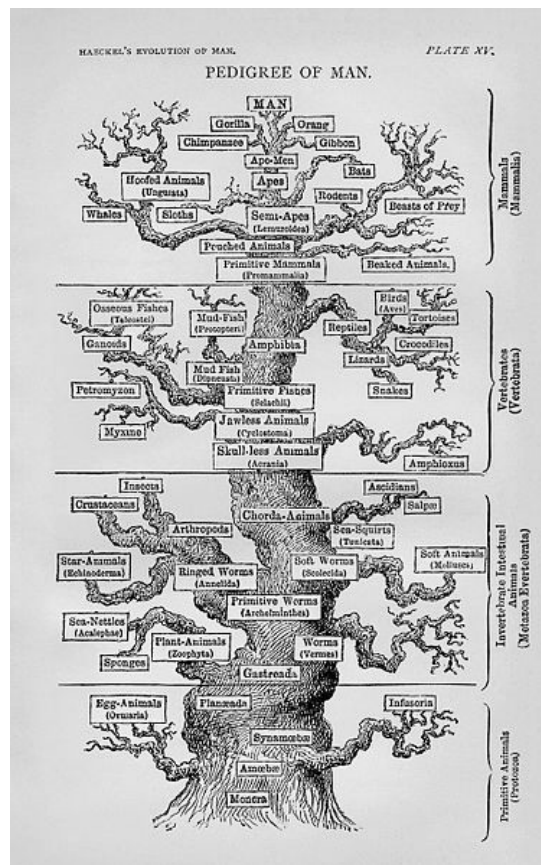 HAECKEL'S EVOLUTION OF MAN.
PLATE XV.
PEDIGREE OF MAN.
MAN
Gorilla
Orang
Chimpanzee
Gibbon
Ape-Men
Bats
Apes
Hoofed Animals
(Ungulata)
Rodents
Beasts of Prey
Whales
Sloths
Semi-Apes
(Lemuroidea)
Pouched Animals
Primitive Mammals
(Promammalia)
Beaked Animals.
Mammals
(Mammalia)
Osseous Fishes
(Teleostei)
Mud-Fish
(Protopteri)
Birds
(Aves)
Tortoises
Reptiles
Ganoids
Amphibia
Crocodiles
Lizards
Mud Fish
(Dipneusta)
Petromyzon
Primitive Fishes
(Selachii)
Snakes
Jawless Animals
(Cyclostoma)
Myxine
Skull-less Animals
(Acrania)
Amphioxus
Vertebrates
(Vertebrata)
Insects
Ascidians
Crustaceans
Salpæ
Chorda-Animals
Arthropods
Sea-Squirts
(Tunicata)
Star-Animals
(Echinoderma)
Ringed Worms
(Annelida)
Soft Worms
(Scolecida)
Soft Animals
(Mollusca)
Primitive Worms
(Archelminthes)
Sea-Nettles
(Acalephae)
Plant-Animals
(Zoophyta)
Worms
(Vermes)
Sponges
Gastreada
Invertebrate Intestinal
Animals
(Metazoa Evertebrata)
Egg-Animals
(Ovularia)
Planæada
Infusoria
Synamœbæ
Amœbæ
Monera
Primitive Animals
(Protozoa)